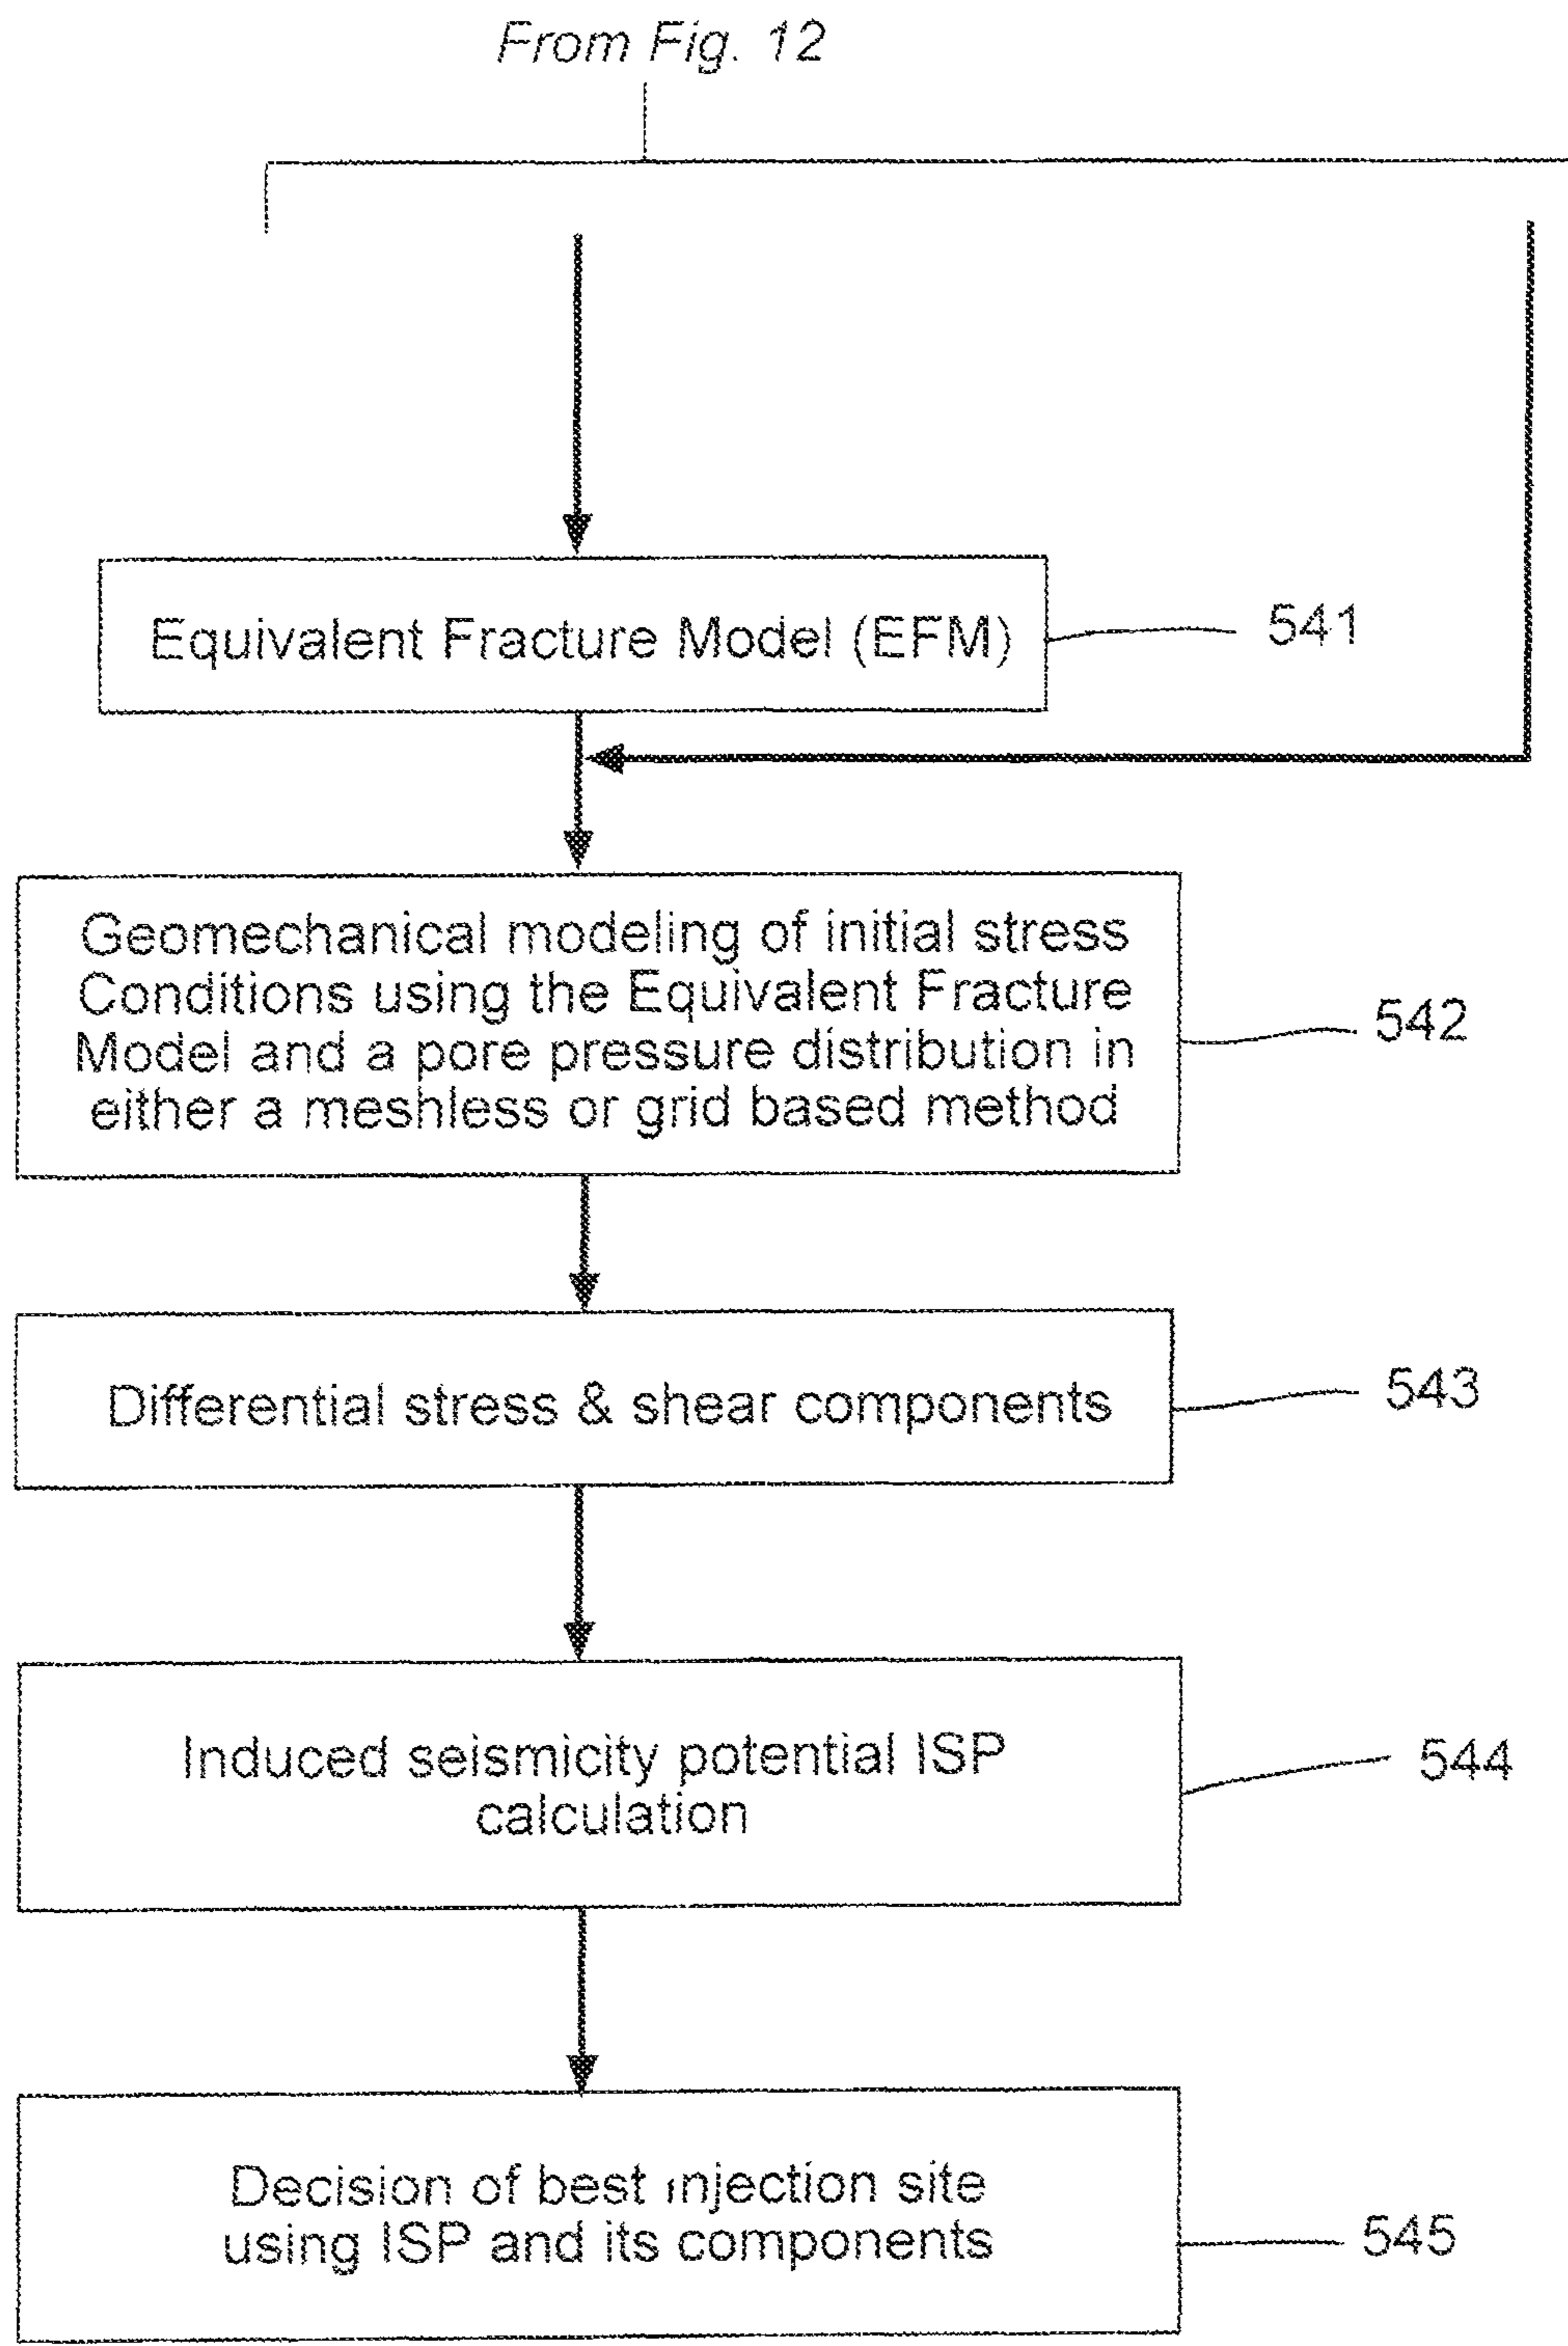 From Fig. 12
Equivalent Fracture Model (EFM)
541
Geomechanical modeling of initial stress
Conditions using the Equivalent Fracture
Model and a pore pressure distribution in
either a meshless or grid based method
542
Differential stress & shear components
543
Induced seismicity potential ISP
calculation
544
Decision of best injection site
using ISP and its components
545